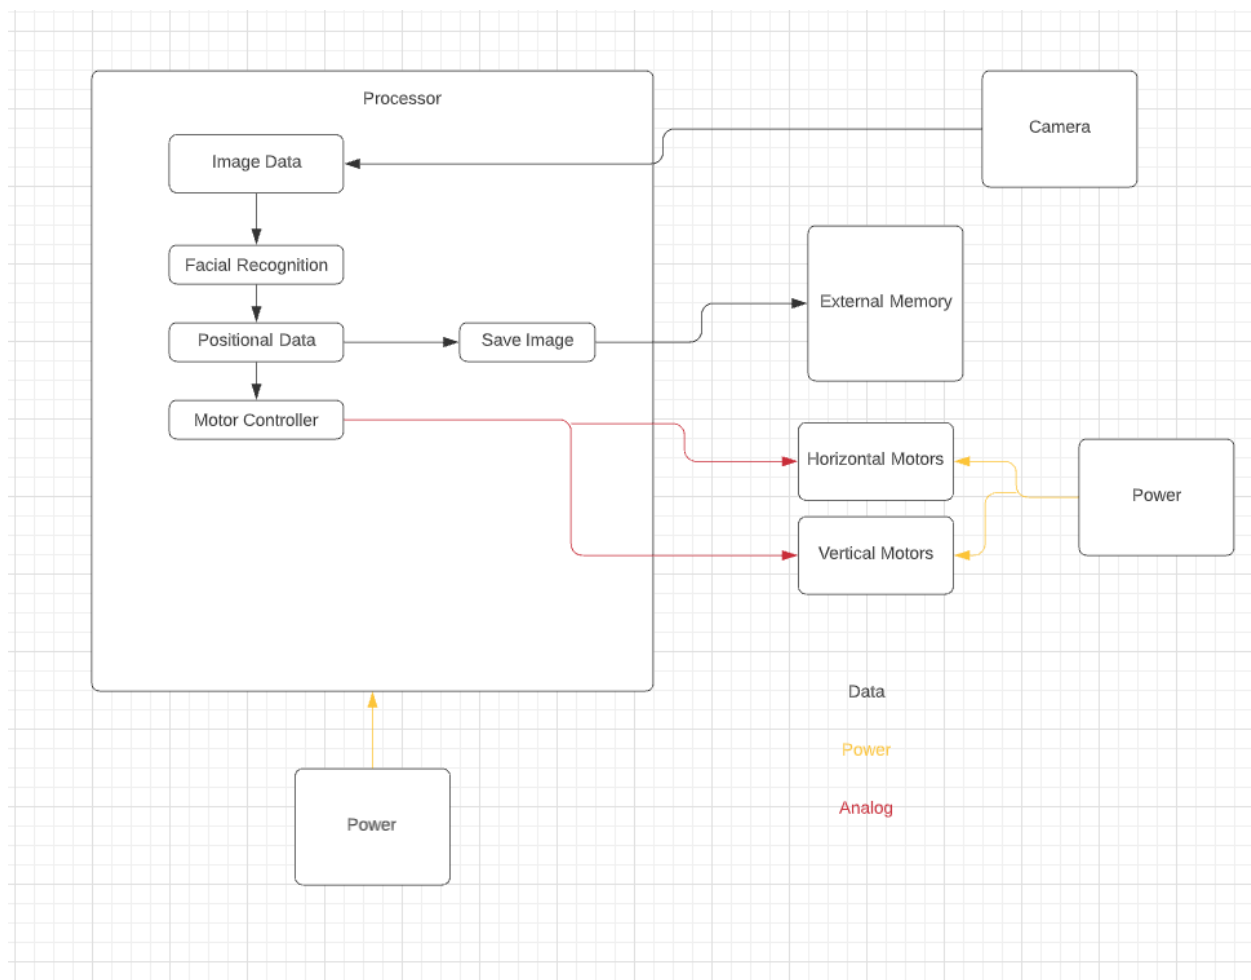 Processor
Camera
Image Data
Facial Recognition
External Memory
Positional Data
Save Image
Motor Controller
Horizontal Motors
Power
Vertical Motors
Data
Power
Analog
Power